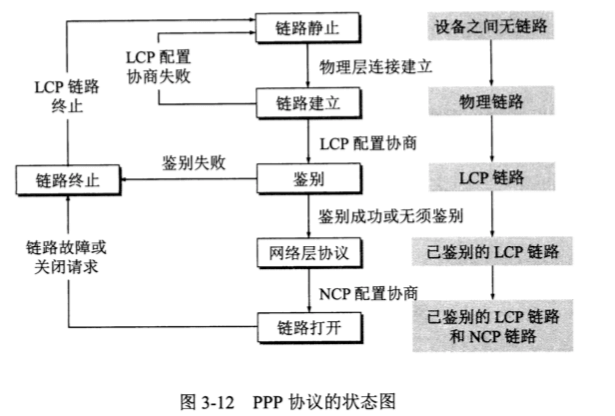 链路静止
设备之间无链路
LCP 配置
协商失败
物理层连接建立
LCP 链路
终止
链路建立
物理链路
LCP 配置协商
鉴别失败
链路终止
鉴别
LCP 链路
鉴别成功或无须鉴别
链路故障或
关闭请求
网络层协议
已鉴别的 LCP 链路
NCP 配置协商
链路打开
已鉴别的 LCP 链路
和 NCP 链路
图 3-12 PPP 协议的状态图